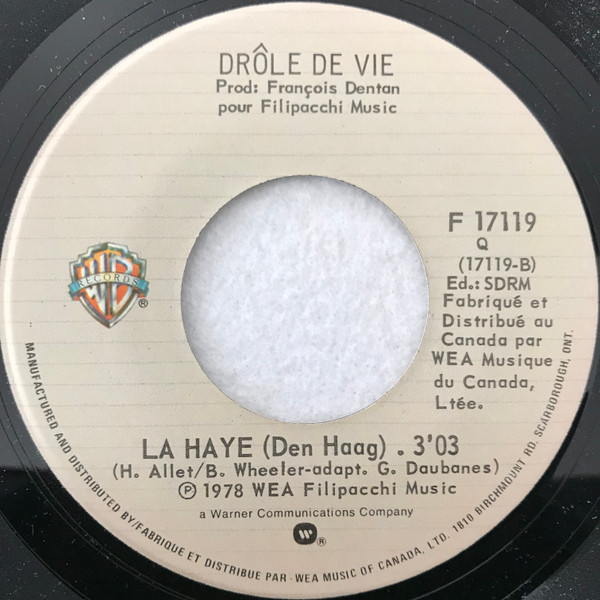 DRÔLE DE VIE
Prod: François Dentan
pour Filipacchi Music
F 17119
Q
(17119-B)
Ed.: SDRM
Fabriqué et
Distribué au
Canada par
WEA Musique
du Canada,
Ltée.
WB
RECORDS
®
LA HAYE (Den Haag) . 3'03
(H. Allet/B. Wheeler-adapt. G. Daubanes)
Ⓟ 1978 WEA Filipacchi Music
a Warner Communications Company
®
MANUFACTURED AND DISTRIBUTED BY/FABRIQUE ET DISTRIBUE PAR - WEA MUSIC OF CANADA, LTD. 1810 BIRCHMOUNT RD. SCARBOROUGH, ONT.